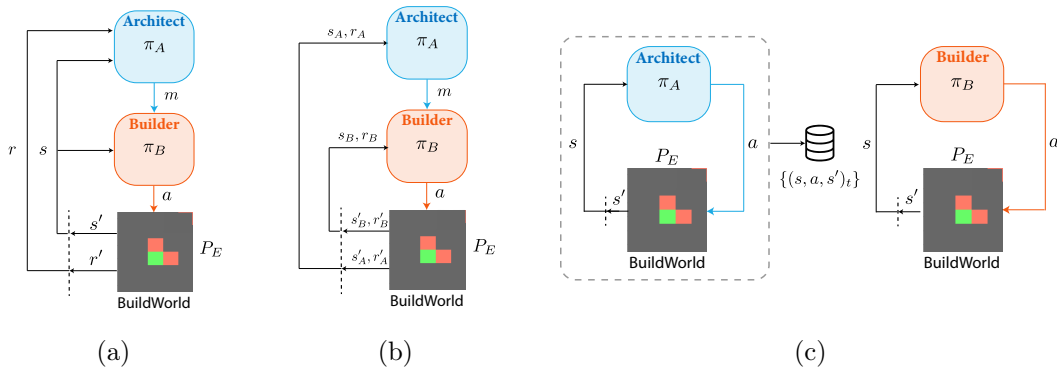 Architect
π_A
m
Builder
π_B
a
r
s
s′
r′
P_E
BuildWorld
(a)
Architect
π_A
s_A, r_A
m
Builder
π_B
s_B, r_B
a
s′_B, r′_B
s′_A, r′_A
P_E
BuildWorld
(b)
Architect
π_A
s
a
P_E
s′
BuildWorld
{(s, a, s′)_t}
Builder
π_B
s
a
P_E
s′
BuildWorld
(c)